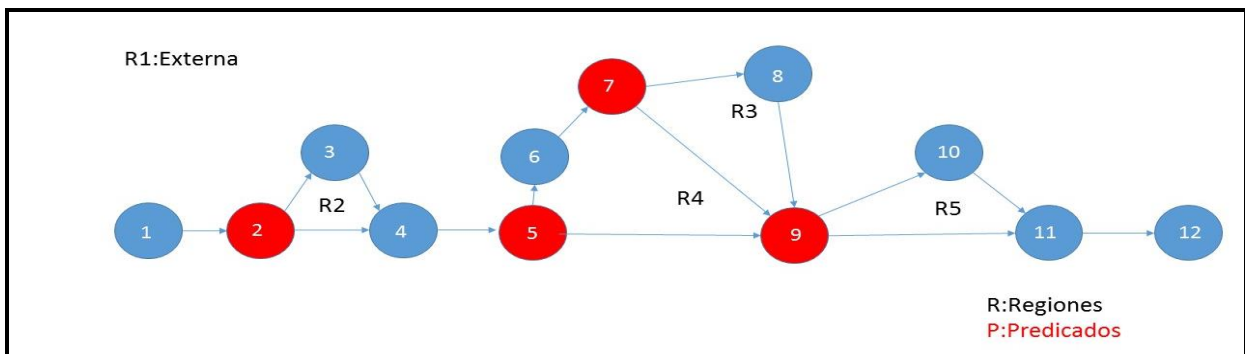 R1:Externa
7
8
R3
3
6
10
R2
R4
R5
1
2
4
5
9
11
12
R:Regiones
P:Predicados